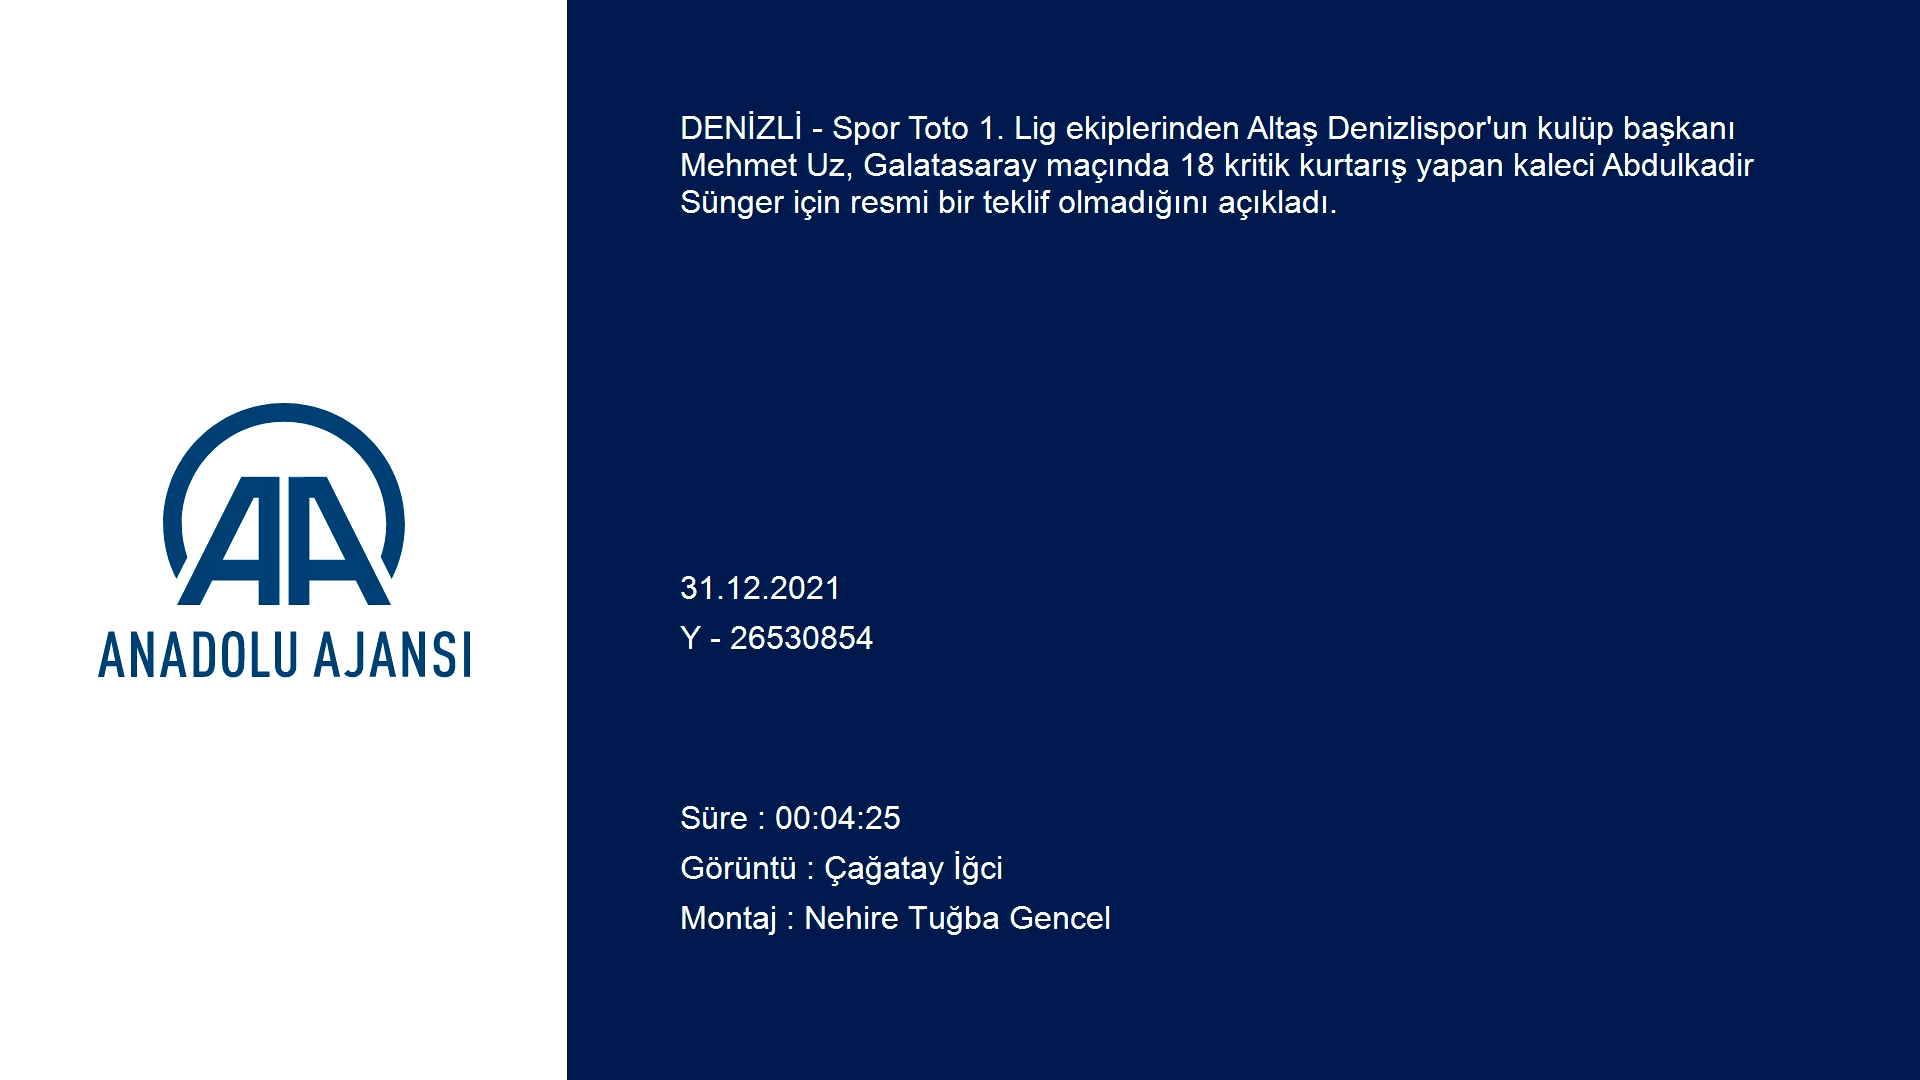 DENİZLİ - Spor Toto 1. Lig ekiplerinden Altaş Denizlispor'un kulüp başkanı
Mehmet Uz, Galatasaray maçında 18 kritik kurtarış yapan kaleci Abdulkadir
Sünger için resmi bir teklif olmadığını açıkladı.
AA
ANADOLU AJANSI
31.12.2021
Y - 26530854
Süre : 00:04:25
Görüntü : Çağatay İğci
Montaj : Nehire Tuğba Gencel